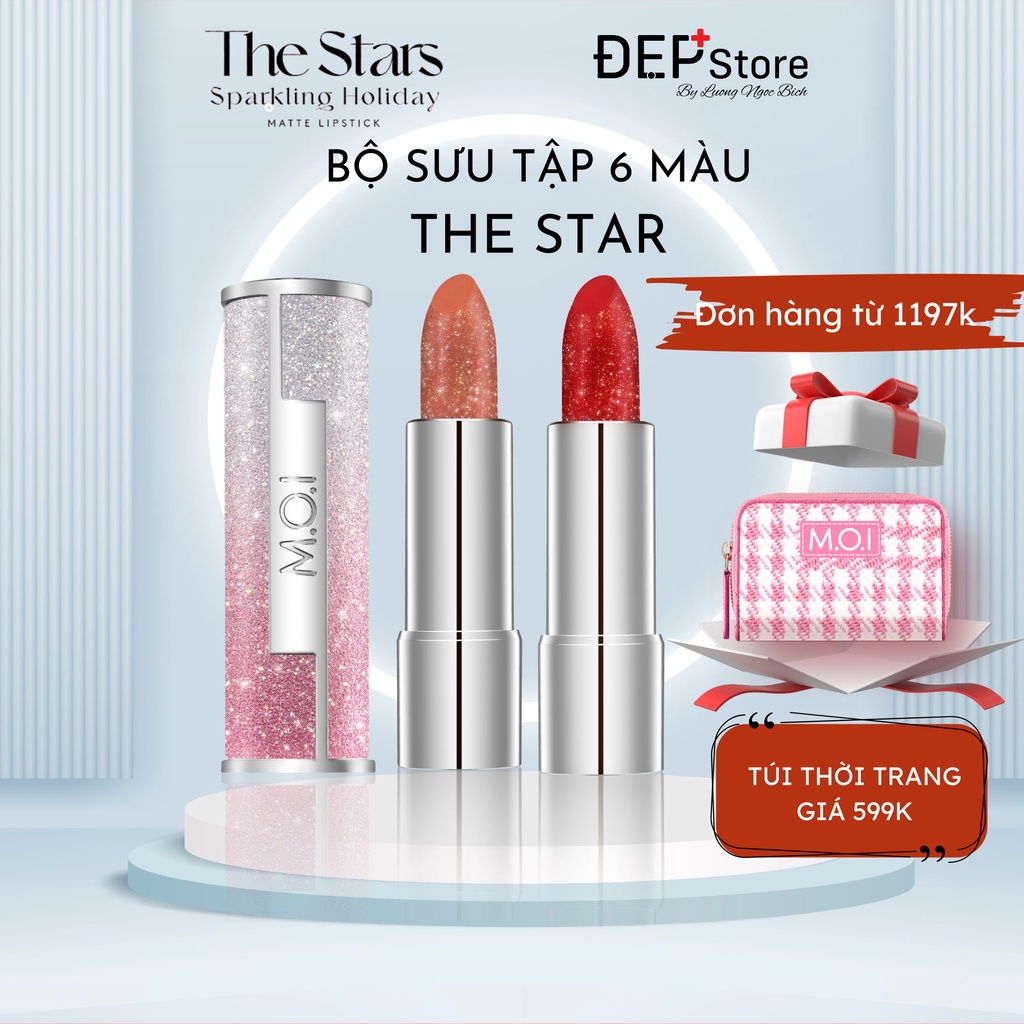 The Stars
Sparkling Holiday
MATTE LIPSTICK
ĐẸP+ Store
By Luong Ngoc Bich
BỘ SƯU TẬP 6 MÀU
THE STAR
Đơn hàng từ 1197k
M.O.I
M.O.I
“
TÚI THỜI TRANG
GIÁ 599K
”